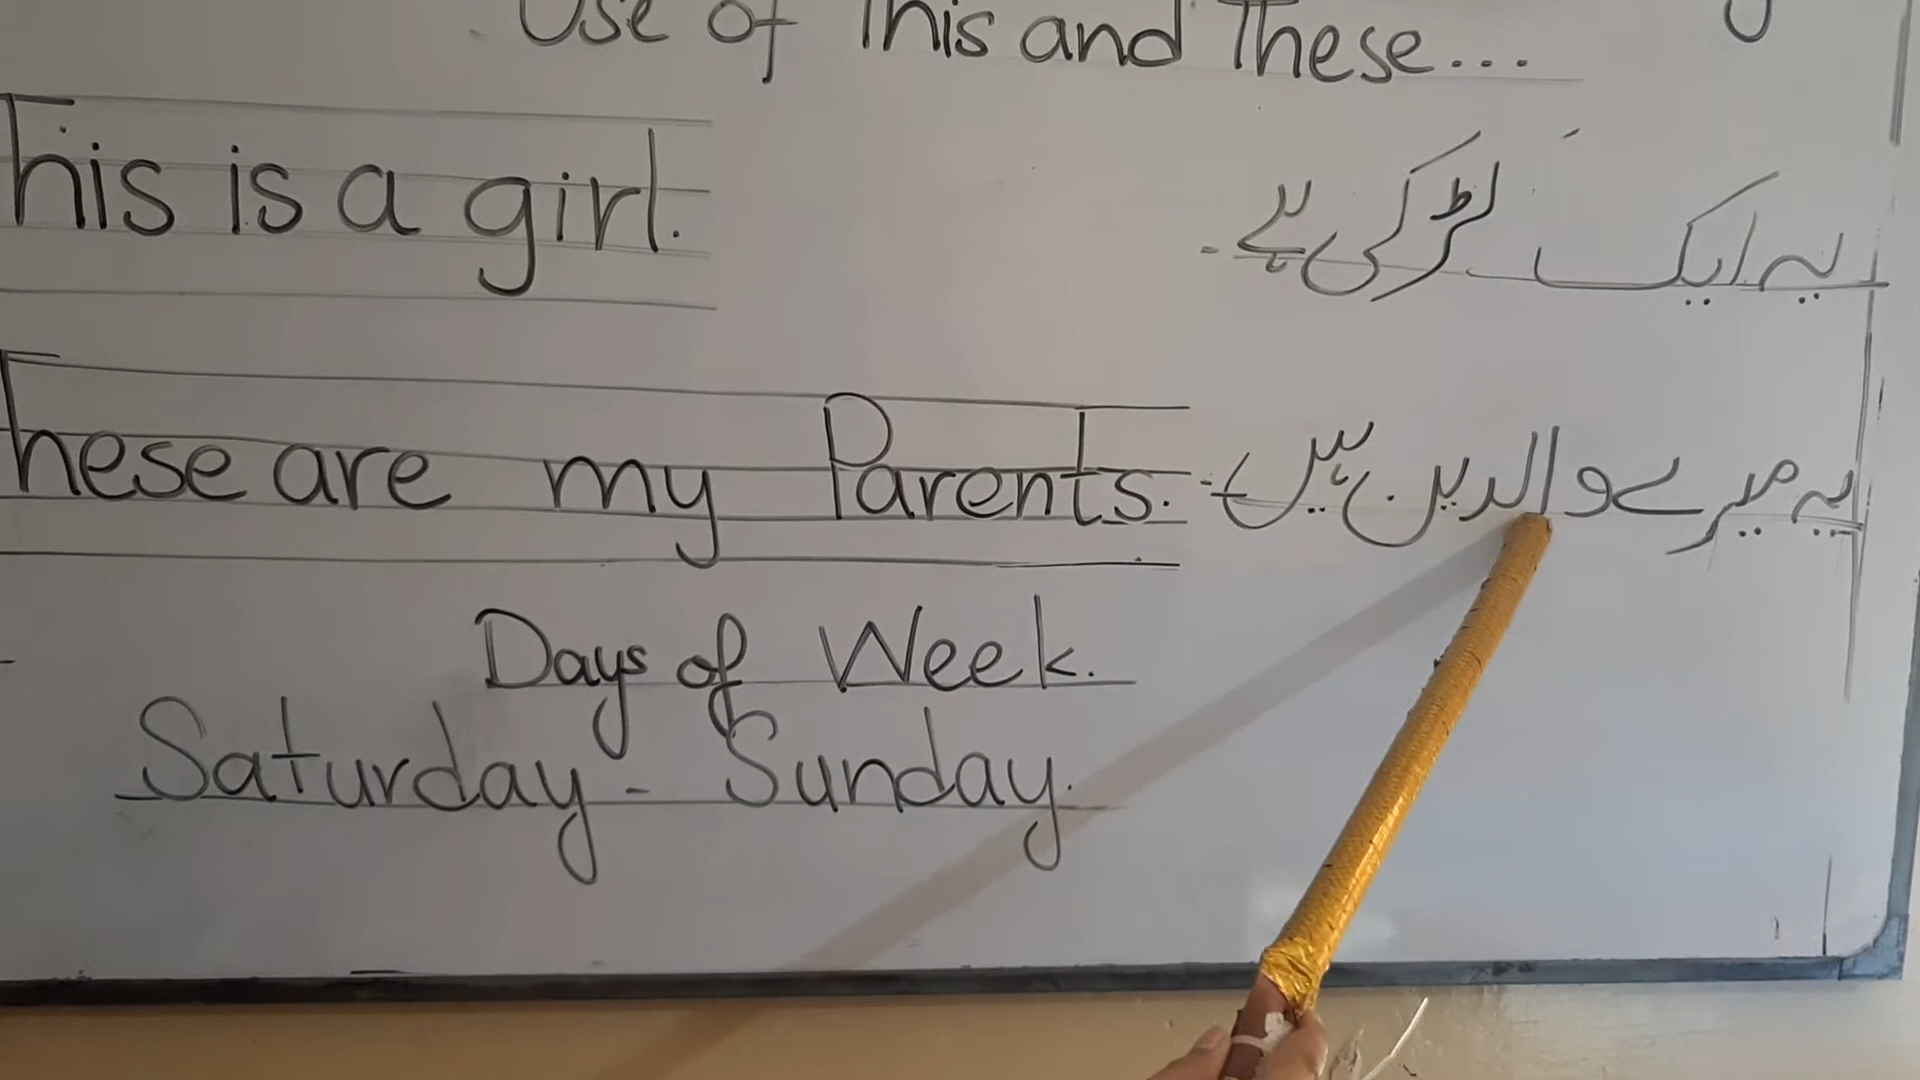 Use of This and These...
This is a girl. یہ ایک لڑکی ہے۔
These are my Parents. یہ میرے والدین ہیں۔
Days of Week.
Saturday - Sunday.